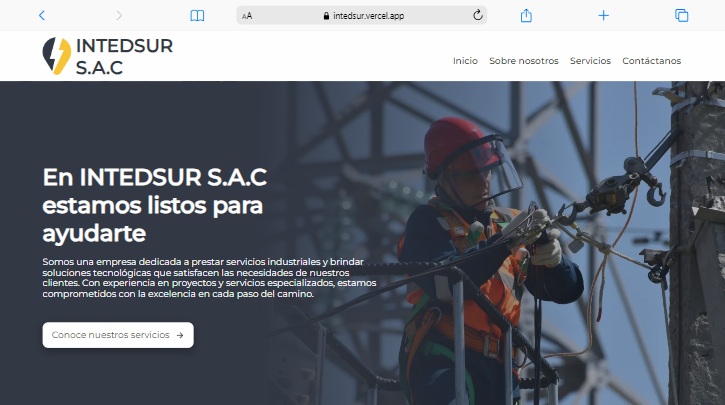 AA
intedsur.vercel.app
INTEDSUR
S.A.C
Inicio Sobre nosotros Servicios Contáctanos
En INTEDSUR S.A.C
estamos listos para
ayudarte
Somos una empresa dedicada a prestar servicios industriales y brindar
soluciones tecnológicas que satisfacen las necesidades de nuestros
clientes. Con experiencia en proyectos y servicios especializados, estamos
comprometidos con la excelencia en cada paso del camino.
Conoce nuestros servicios →